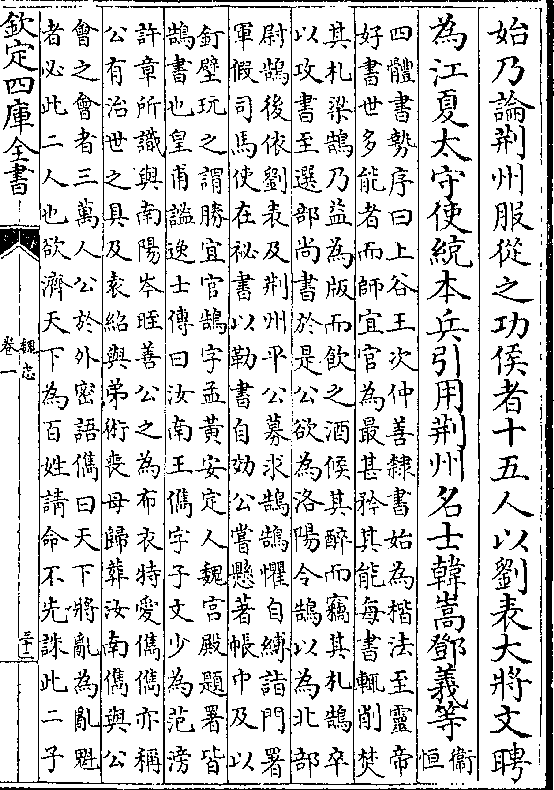 始乃論荆州服從之功侯者十五人以劉表大將文聘
為江夏太守使統本兵引用荆州名士韓嵩鄧義等衞恒
四體書勢序曰上谷王次仲善隸書始為楷法至靈帝
好書世多能者而師宜官為最甚矜其能每書輙削焚
其札梁鵠乃益為版而飲之酒候其醉而竊其札鵠卒
以攻書至選部尚書於是公欲為洛陽令鵠以為北部
尉鵠後依劉表及荆州平公募求鵠鵠懼自縛詣門署
軍假司馬使在祕書以勒書自効公嘗懸著帳中及以
釘壁玩之謂勝宜官鵠字孟黄安定人魏宫殿題署皆
鵠書也皇甫謐逸士傳曰汝南王儁字子文少為范滂
許章所識與南陽岑晊善公之為布衣特愛儁儁亦稱
公有治世之具及袁紹與弟術喪母歸葬汝南儁與公
會之會者三萬人公於外密語儁曰天下將亂為亂魁
者必此二人也欲濟天下為百姓請命不先誅此二子
欽定四庫全書
魏志
卷一
三十二